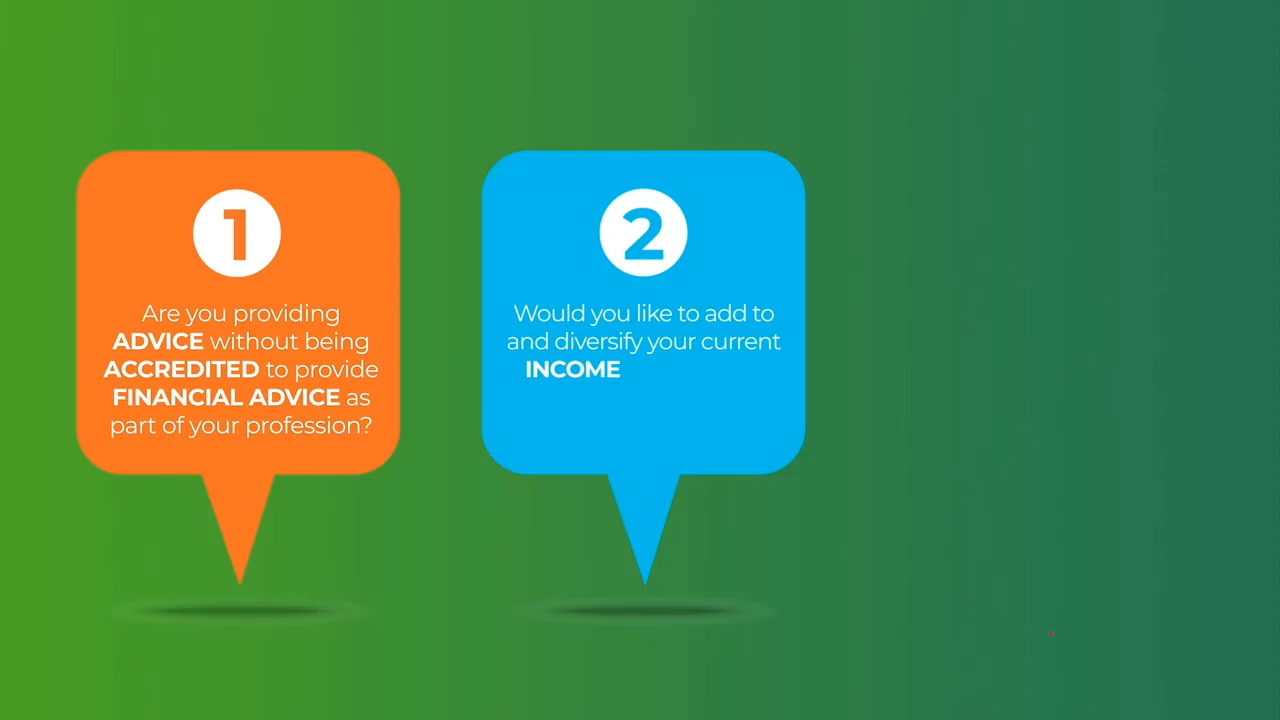 1
Are you providing
ADVICE without being
ACCREDITED to provide
FINANCIAL ADVICE as
part of your profession?
2
Would you like to add to
and diversify your current
INCOME